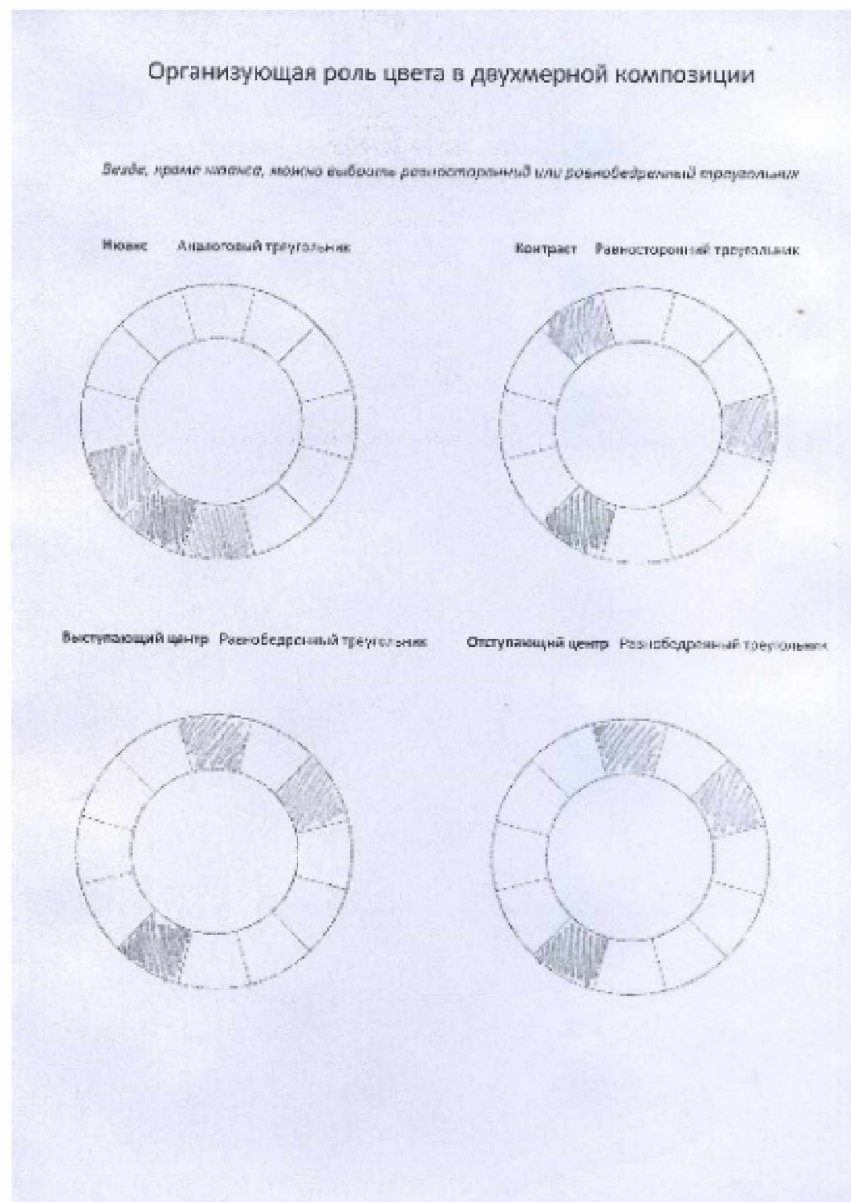 Организующая роль цвета в двухмерной композиции
Везде, кроме нюанса, можно выбрать равносторонний или равнобедренный треугольник
Нюанс Аналоговый треугольник
Контраст Равносторонний треугольник
Выступающий центр Равнобедренный треугольник
Отступающий центр Равнобедренный треугольник